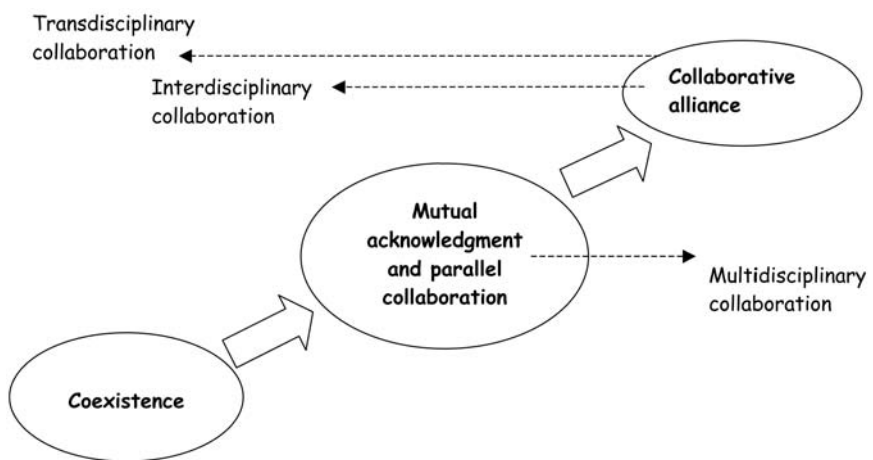 Transdisciplinary
collaboration
Interdisciplinary
collaboration
Collaborative
alliance
Mutual
acknowledgment
and parallel
collaboration
Multidisciplinary
collaboration
Coexistence